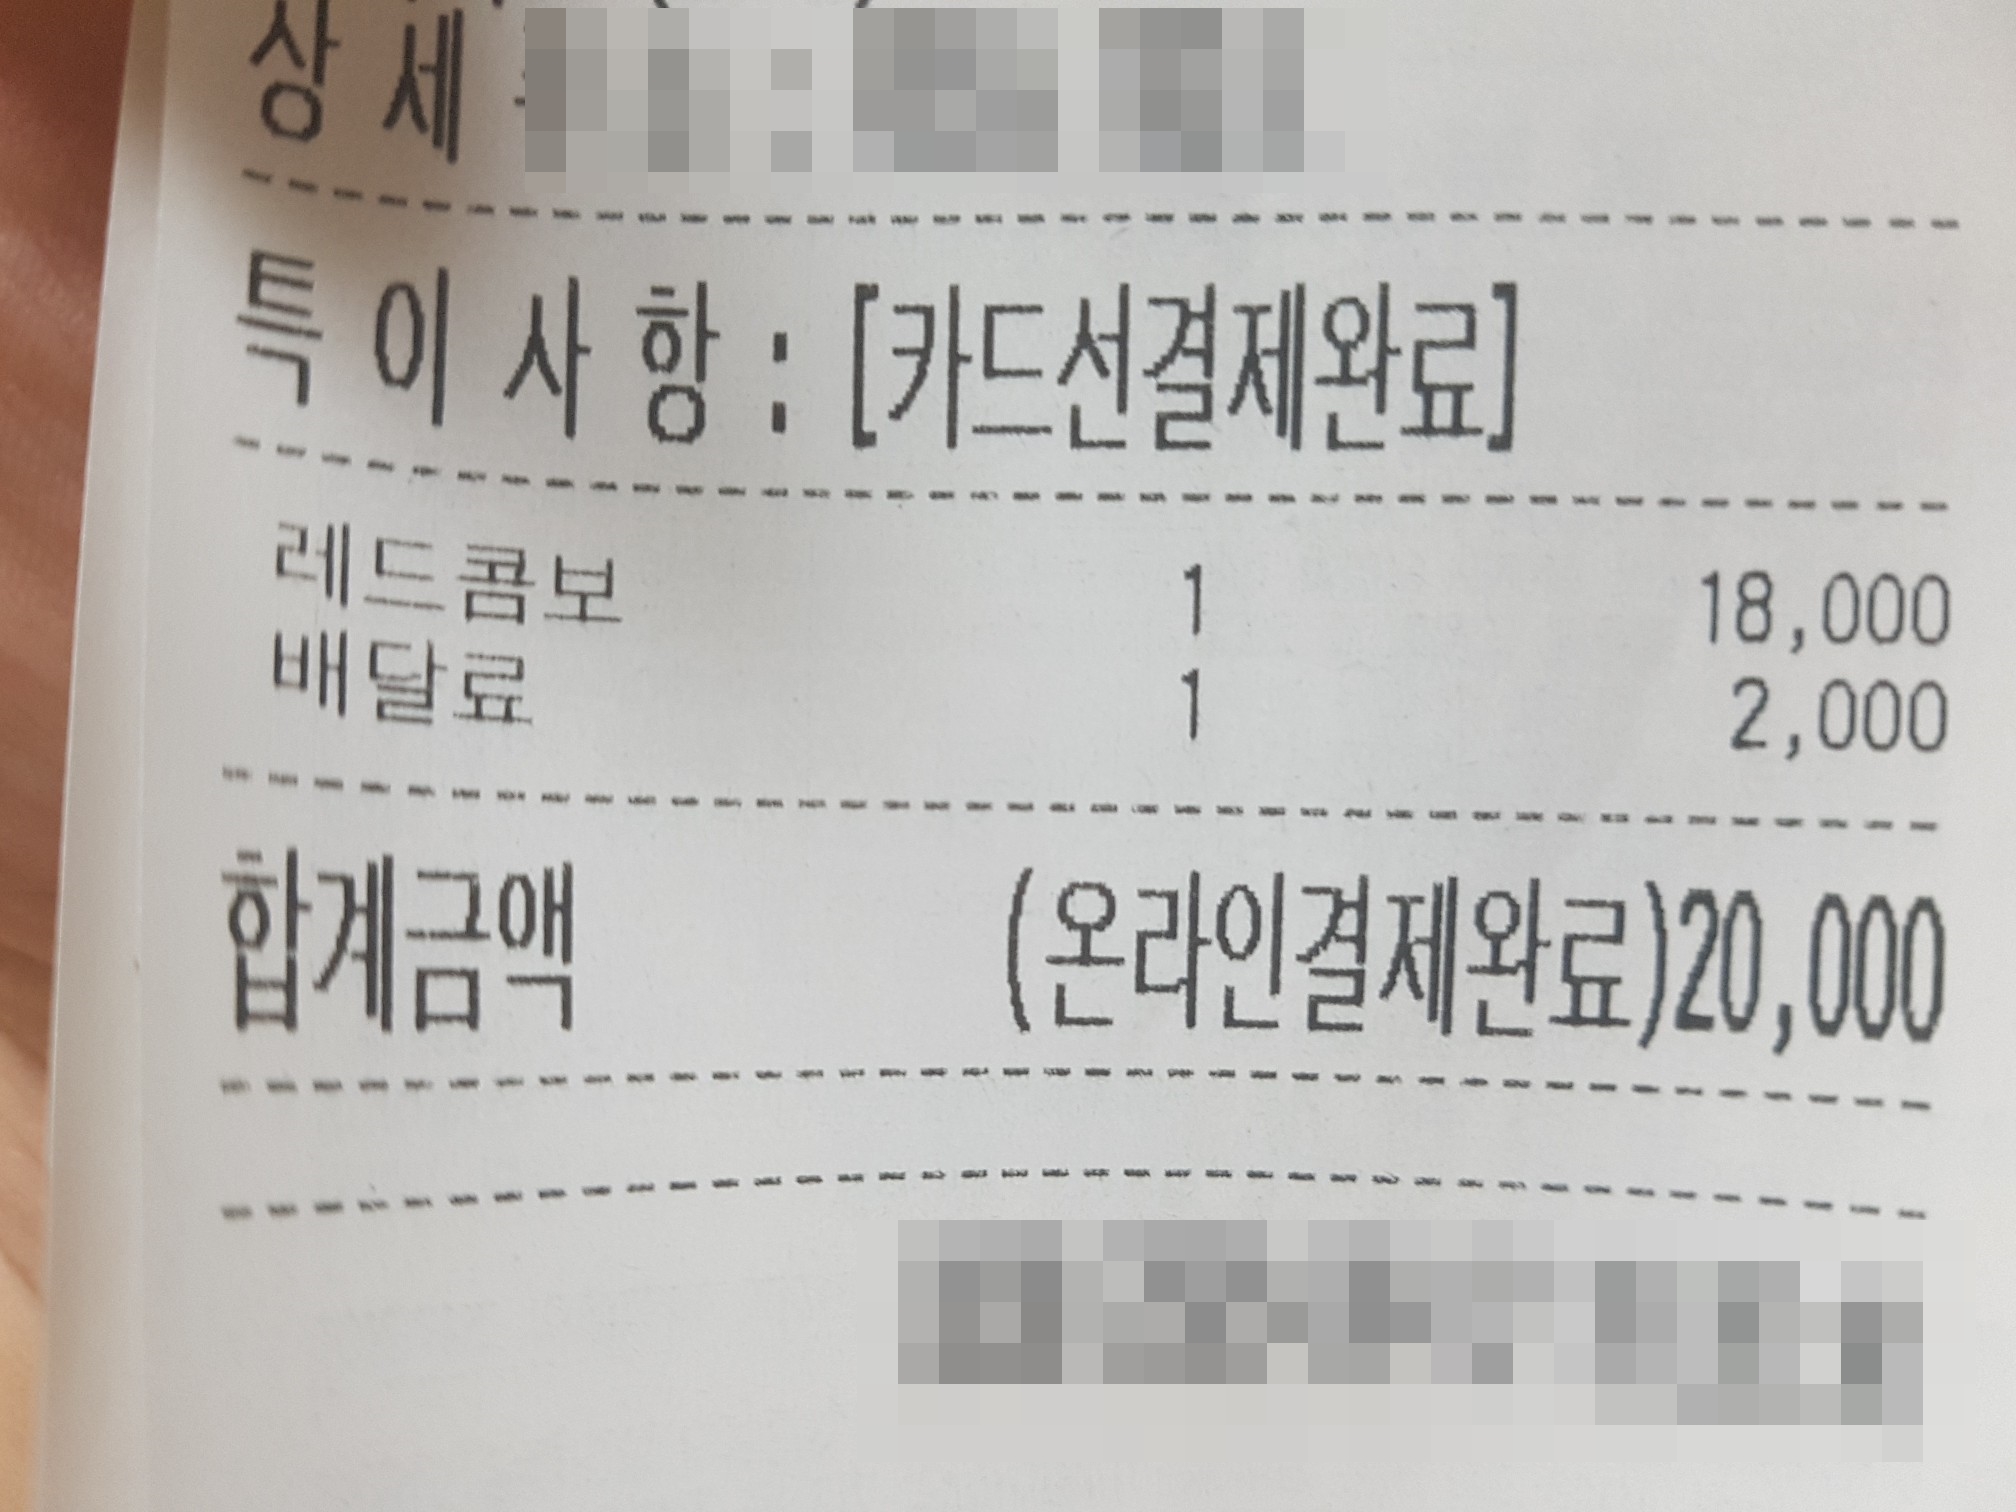 상 세
특 이 사 항 : [카드선결제완료]
레드콤보 1 18,000
배달료 1 2,000
합계금액 (온라인결제완료)20,000